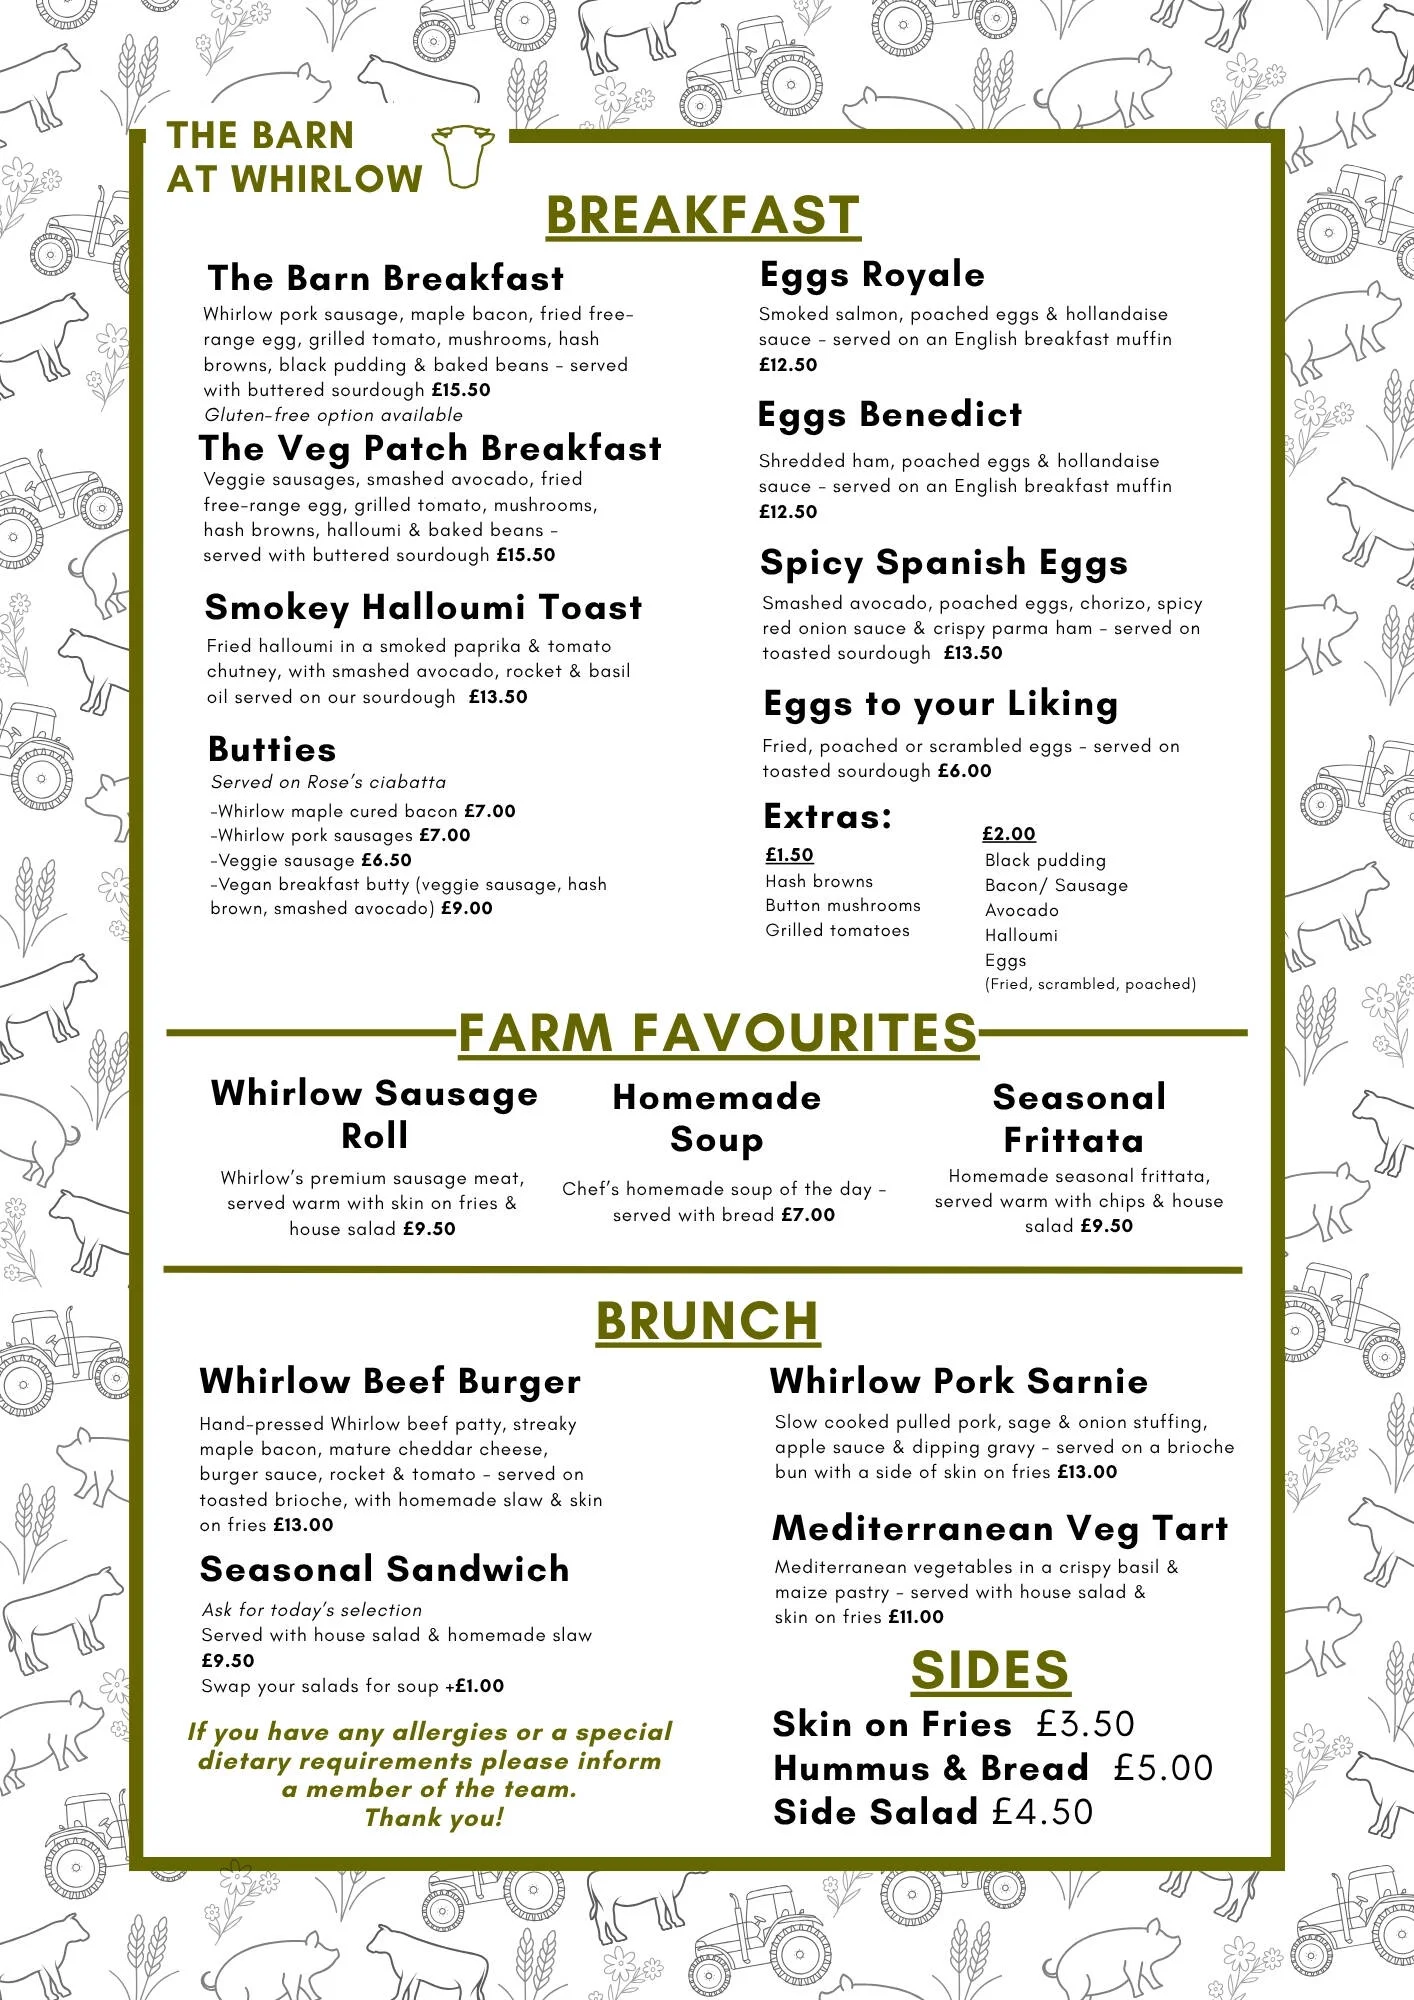 THE BARN
AT WHIRLOW
BREAKFAST
The Barn Breakfast
Whirlow pork sausage, maple bacon, fried free-
range egg, grilled tomato, mushrooms, hash
browns, black pudding & baked beans - served
with buttered sourdough £15.50
Gluten-free option available
The Veg Patch Breakfast
Veggie sausages, smashed avocado, fried
free-range egg, grilled tomato, mushrooms,
hash browns, halloumi & baked beans -
served with buttered sourdough £15.50
Smokey Halloumi Toast
Fried halloumi in a smoked paprika & tomato
chutney, with smashed avocado, rocket & basil
oil served on our sourdough £13.50
Butties
Served on Rose's ciabatta
-Whirlow maple cured bacon £7.00
-Whirlow pork sausages £7.00
-Veggie sausage £6.50
-Vegan breakfast butty (veggie sausage, hash
brown, smashed avocado) £9.00
Eggs Royale
Smoked salmon, poached eggs & hollandaise
sauce - served on an English breakfast muffin
£12.50
Eggs Benedict
Shredded ham, poached eggs & hollandaise
sauce - served on an English breakfast muffin
£12.50
Spicy Spanish Eggs
Smashed avocado, poached eggs, chorizo, spicy
red onion sauce & crispy parma ham - served on
toasted sourdough £13.50
Eggs to your Liking
Fried, poached or scrambled eggs - served on
toasted sourdough £6.00
Extras:
£1.50
Hash browns
Button mushrooms
Grilled tomatoes
£2.00
Black pudding
Bacon/ Sausage
Avocado
Halloumi
Eggs
(Fried, scrambled, poached)
FARM FAVOURITES
Whirlow Sausage
Roll
Whirlow's premium sausage meat,
served warm with skin on fries &
house salad £9.50
Homemade
Soup
Chef's homemade soup of the day -
served with bread £7.00
Seasonal
Frittata
Homemade seasonal frittata,
served warm with chips & house
salad £9.50
BRUNCH
Whirlow Beef Burger
Hand-pressed Whirlow beef patty, streaky
maple bacon, mature cheddar cheese,
burger sauce, rocket & tomato - served on
toasted brioche, with homemade slaw & skin
on fries £13.00
Seasonal Sandwich
Ask for today's selection
Served with house salad & homemade slaw
£9.50
Swap your salads for soup +£1.00
If you have any allergies or a special
dietary requirements please inform
a member of the team.
Thank you!
Whirlow Pork Sarnie
Slow cooked pulled pork, sage & onion stuffing,
apple sauce & dipping gravy - served on a brioche
bun with a side of skin on fries £13.00
Mediterranean Veg Tart
Mediterranean vegetables in a crispy basil &
maize pastry - served with house salad &
skin on fries £11.00
SIDES
Skin on Fries £3.50
Hummus & Bread £5.00
Side Salad £4.50